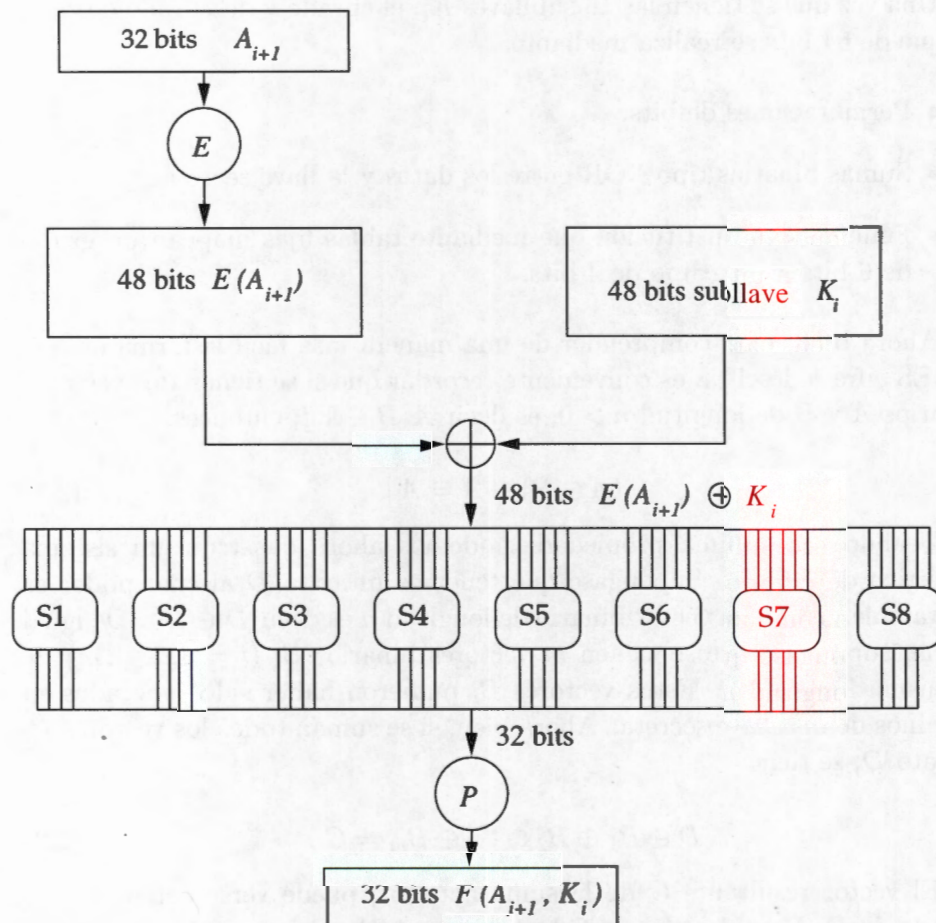 32 bits A_{i+1}
E
48 bits E(A_{i+1})
48 bits subllave K_i
48 bits E(A_{i+1}) ⊕ K_i
S1 S2 S3 S4 S5 S6 S7 S8
32 bits
P
32 bits F(A_{i+1}, K_i)